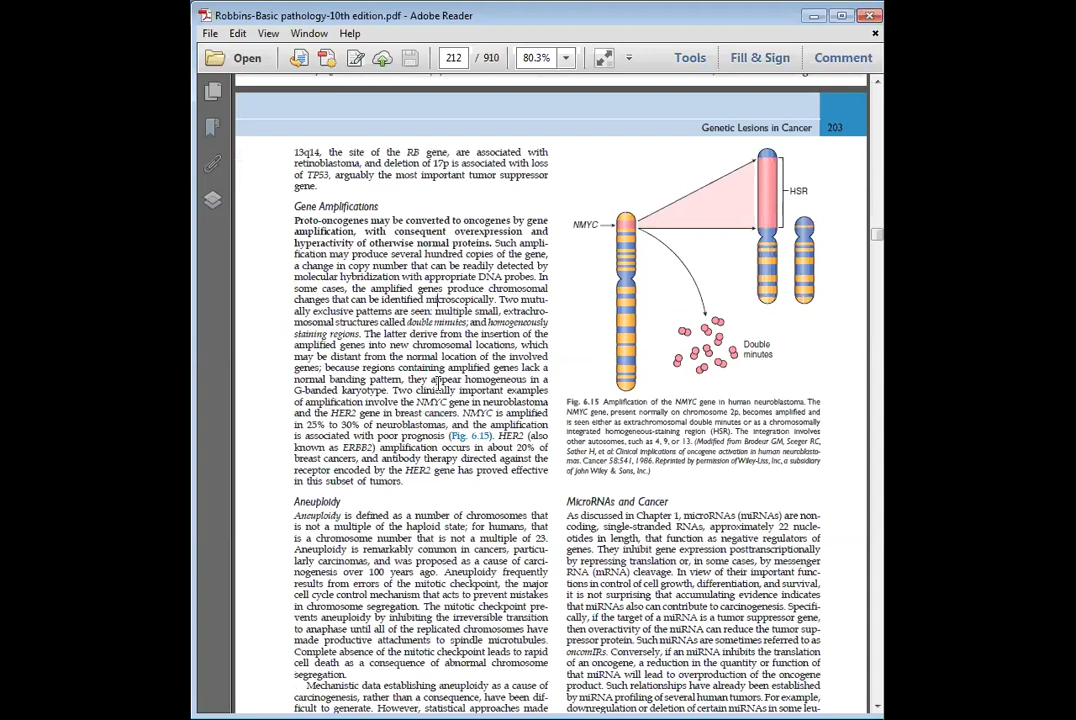 Robbins-Basic pathology-10th edition.pdf - Adobe Reader
File Edit View Window Help
Open 212 / 910 80.3% Tools Fill & Sign Comment
Genetic Lesions in Cancer 203
13q14, the site of the RB gene, are associated with
retinoblastoma, and deletion of 17p is associated with loss
of TP53, arguably the most important tumor suppressor
gene.
Gene Amplifications
Proto-oncogenes may be converted to oncogenes by gene
amplification, with consequent overexpression and
hyperactivity of otherwise normal proteins. Such ampli-
fication may produce several hundred copies of the gene,
a change in copy number that can be readily detected by
molecular hybridization with appropriate DNA probes. In
some cases, the amplified genes produce chromosomal
changes that can be identified microscopically. Two mutu-
ally exclusive patterns are seen: multiple small, extrachro-
mosomal structures called double minutes; and homogeneously
staining regions. The latter derive from the insertion of the
amplified genes into new chromosomal locations, which
may be distant from the normal location of the involved
genes; because regions containing amplified genes lack a
normal banding pattern, they appear homogeneous in a
G-banded karyotype. Two clinically important examples
of amplification involve the NMYC gene in neuroblastoma
and the HER2 gene in breast cancers. NMYC is amplified
in 25% to 30% of neuroblastomas, and the amplification
is associated with poor prognosis (Fig. 6.15). HER2 (also
known as ERBB2) amplification occurs in about 20% of
breast cancers, and antibody therapy directed against the
receptor encoded by the HER2 gene has proved effective
in this subset of tumors.
Aneuploidy
Aneuploidy is defined as a number of chromosomes that
is not a multiple of the haploid state; for humans, that
is a chromosome number that is not a multiple of 23.
Aneuploidy is remarkably common in cancers, particu-
larly carcinomas, and was proposed as a cause of carci-
nogenesis over 100 years ago. Aneuploidy frequently
results from errors of the mitotic checkpoint, the major
cell cycle control mechanism that acts to prevent mistakes
in chromosome segregation. The mitotic checkpoint pre-
vents aneuploidy by inhibiting the irreversible transition
to anaphase until all of the replicated chromosomes have
made productive attachments to spindle microtubules.
Complete absence of the mitotic checkpoint leads to rapid
cell death as a consequence of abnormal chromosome
segregation.
Mechanistic data establishing aneuploidy as a cause of
carcinogenesis, rather than a consequence, have been dif-
ficult to generate. However, statistical approaches made
NMYC
HSR
Double
minutes
Fig. 6.15 Amplification of the NMYC gene in human neuroblastoma. The
NMYC gene, present normally on chromosome 2p, becomes amplified and
is seen either as extrachromosomal double minutes or as a chromosomally
integrated homogeneous-staining region (HSR). The integration involves
other autosomes, such as 4, 9, or 13. (Modified from Brodeur GM, Seeger RC,
Sather H, et al: Clinical implications of oncogene activation in human neuroblasto-
mas. Cancer 58:541, 1986. Reprinted by permission of Wiley-Liss, Inc, a subsidiary
of John Wiley & Sons, Inc.)
MicroRNAs and Cancer
As discussed in Chapter 1, microRNAs (miRNAs) are non-
coding, single-stranded RNAs, approximately 22 nucle-
otides in length, that function as negative regulators of
genes. They inhibit gene expression posttranscriptionally
by repressing translation or, in some cases, by messenger
RNA (mRNA) cleavage. In view of their important func-
tions in control of cell growth, differentiation, and survival,
it is not surprising that accumulating evidence indicates
that miRNAs also can contribute to carcinogenesis. Specifi-
cally, if the target of a miRNA is a tumor suppressor gene,
then overactivity of the miRNA can reduce the tumor sup-
pressor protein. Such miRNAs are sometimes referred to as
oncomIRs. Conversely, if an miRNA inhibits the translation
of an oncogene, a reduction in the quantity or function of
that miRNA will lead to overproduction of the oncogene
product. Such relationships have already been established
by miRNA profiling of several human tumors. For example,
downregulation or deletion of certain miRNAs in some leu-